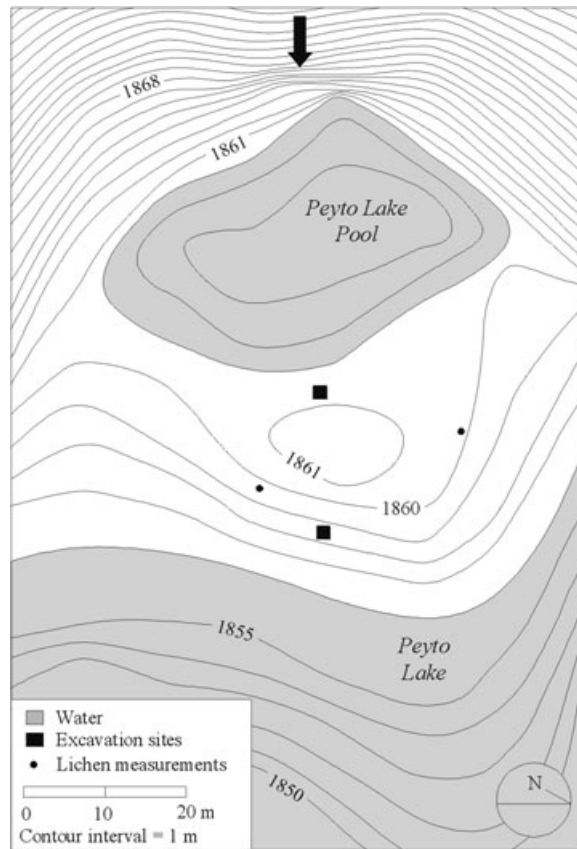 1868
1861
Peyto Lake
Pool
1861
1860
1855
Peyto
Lake
Water
Excavation sites
Lichen measurements
0 10 20 m
Contour interval = 1 m
1850
N